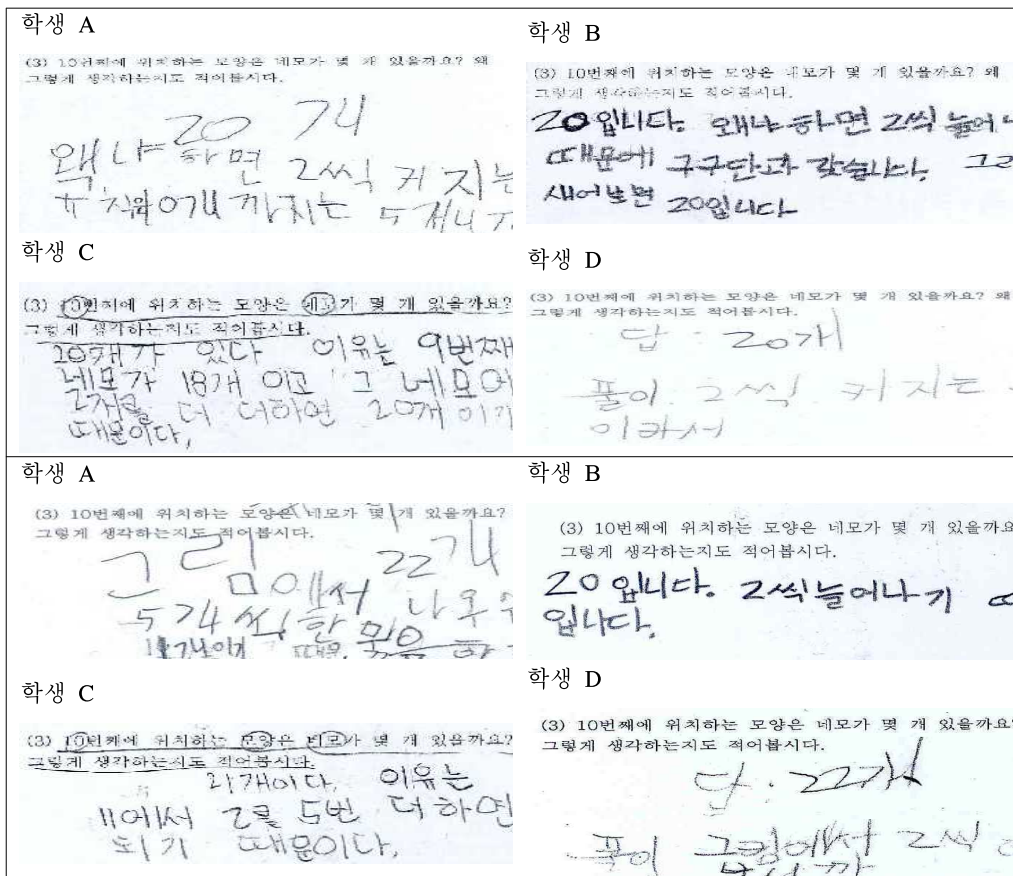 학생 A
(3) 10번째에 위치하는 모양은 네모가 몇 개 있을까요? 왜
그렇게 생각하는지도 적어봅시다.
20 개
왜냐하면 2씩 커지는
개 까지는
학생 B
(3) 10번째에 위치하는 모양은 네모가 몇 개 있을까요? 왜
그렇게 생각하는지도 적어봅시다.
20입니다. 왜냐하면 2씩 늘어
때문에 구구단과 같습니다.
새어보면 20입니다
학생 C
(3) 10번째에 위치하는 모양은 네모가 몇 개 있을까요?
그렇게 생각하는지도 적어봅시다.
20개가 있다 이유는 9번째
네모가 18개 이고 그 네모에
2개를 더 더하면 20개 이기
때문이다,
학생 D
(3) 10번째에 위치하는 모양은 네모가 몇 개 있을까요? 왜
그렇게 생각하는지도 적어봅시다.
답 : 20개
풀이 2씩 커지는
이라서
학생 A
(3) 10번째에 위치하는 모양은 네모가 몇 개 있을까요?
그렇게 생각하는지도 적어봅시다.
22개
그림에서
5개씩 한 묶음
때문
학생 B
(3) 10번째에 위치하는 모양은 네모가 몇 개 있을까요
그렇게 생각하는지도 적어봅시다.
20입니다. 2씩늘어나기
입니다.
학생 C
(3) 10번째에 위치하는 모양은 네모가 몇 개 있을까요?
그렇게 생각하는지도 적어봅시다.
21개이다. 이유는
11에서 2를 5번 더하면
되기 때문이다.
학생 D
(3) 10번째에 위치하는 모양은 네모가 몇 개 있을까요?
그렇게 생각하는지도 적어봅시다.
답 : 22개
풀이 그림에서 2씩